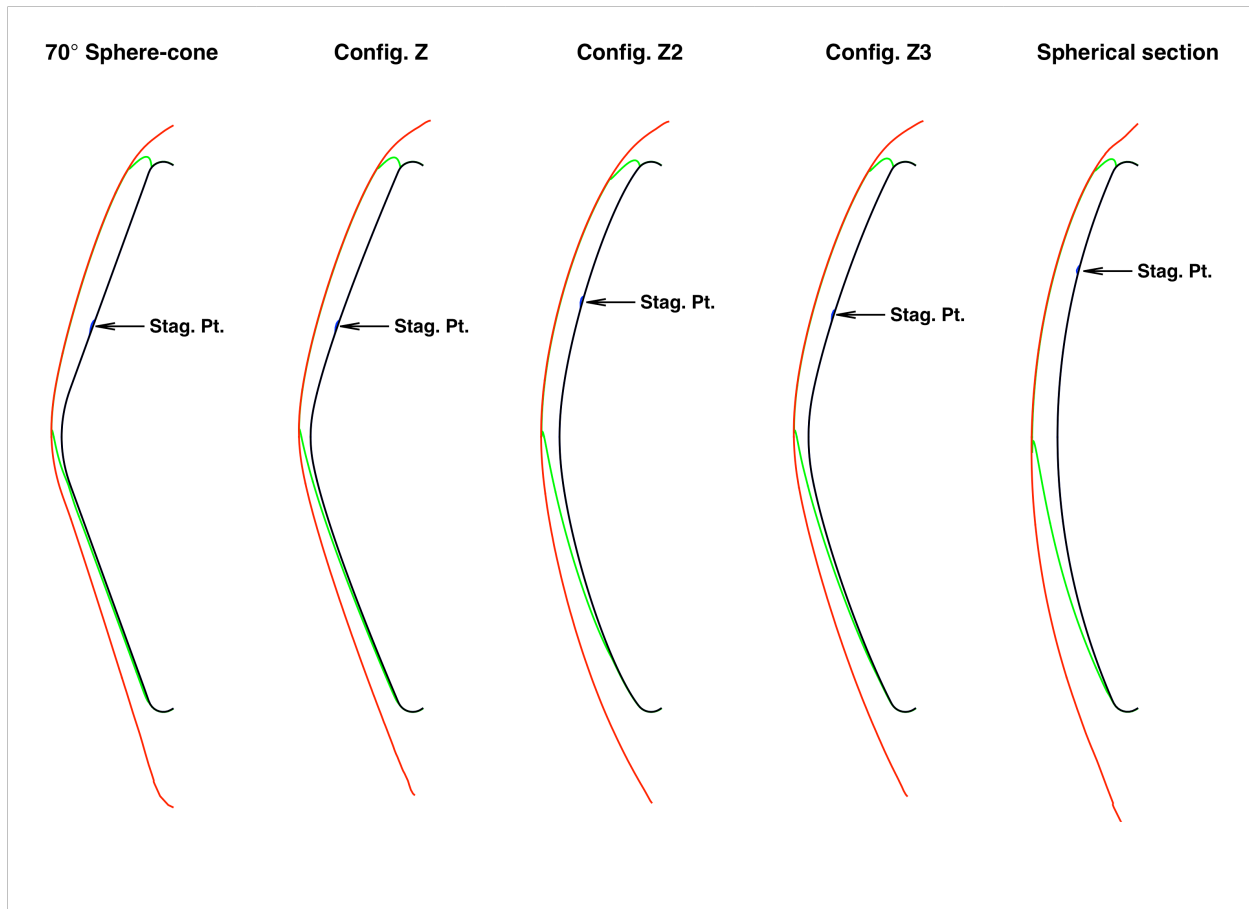 70° Sphere-cone
Config. Z
Config. Z2
Config. Z3
Spherical section
Stag. Pt.
Stag. Pt.
Stag. Pt.
Stag. Pt.
Stag. Pt.